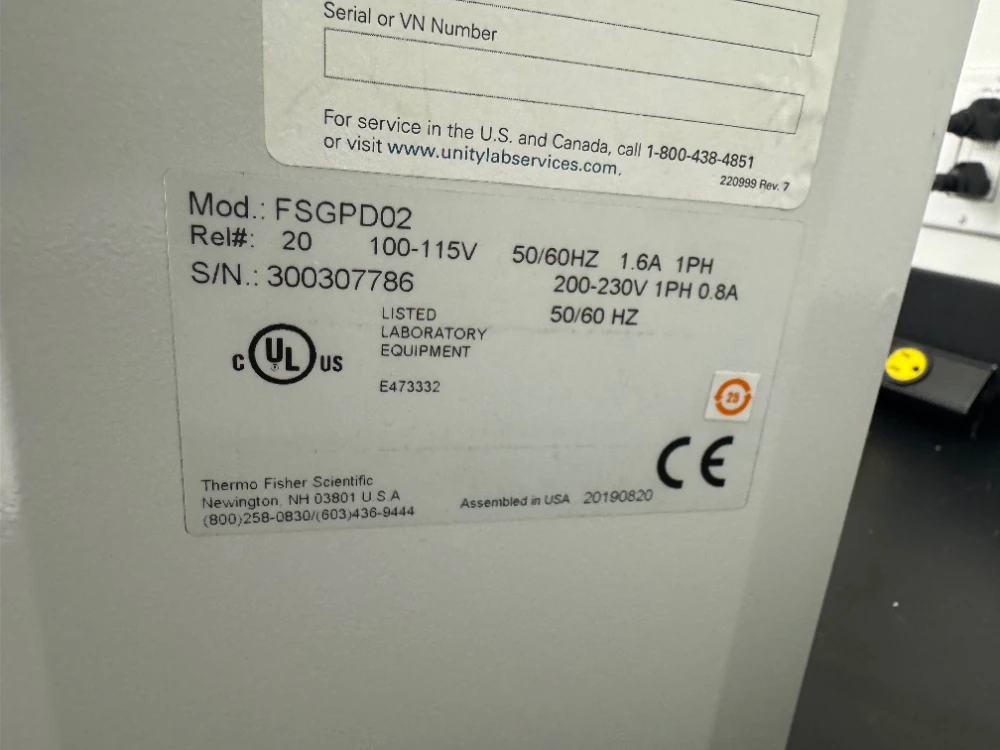 Serial or VN Number
For service in the U.S. and Canada, call 1-800-438-4851
or visit www.unitylabservices.com.
220999 Rev. 7
Mod.: FSGPD02
Rel#: 20 100-115V 50/60HZ 1.6A 1PH
S/N.: 300307786 200-230V 1PH 0.8A
50/60 HZ
LISTED
LABORATORY
EQUIPMENT
E473332
C UL US
25
CE
Thermo Fisher Scientific
Newington, NH 03801 U.S.A
(800)258-0830/(603)436-9444
Assembled in USA 20190820